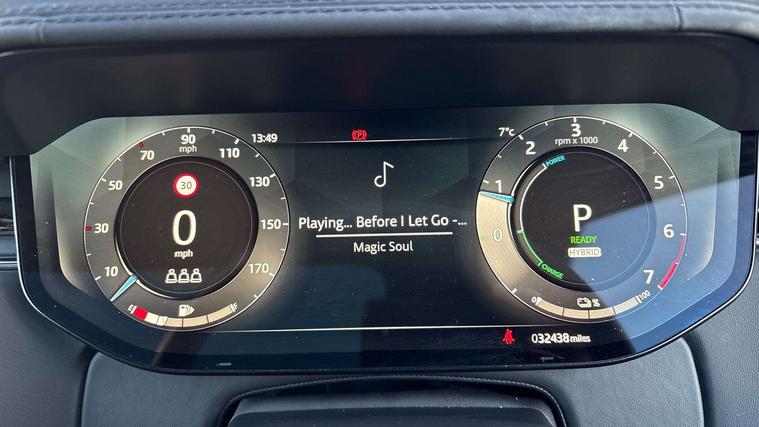 13:49
P
7°c
10
30
50
70
90
mph
110
130
150
170
30
0
mph
E
F
Playing... Before I Let Go -...
Magic Soul
0
1
2
3
rpm x 1000
4
5
6
7
POWER
P
READY
HYBRID
CHARGE
0
%
100
032438 miles